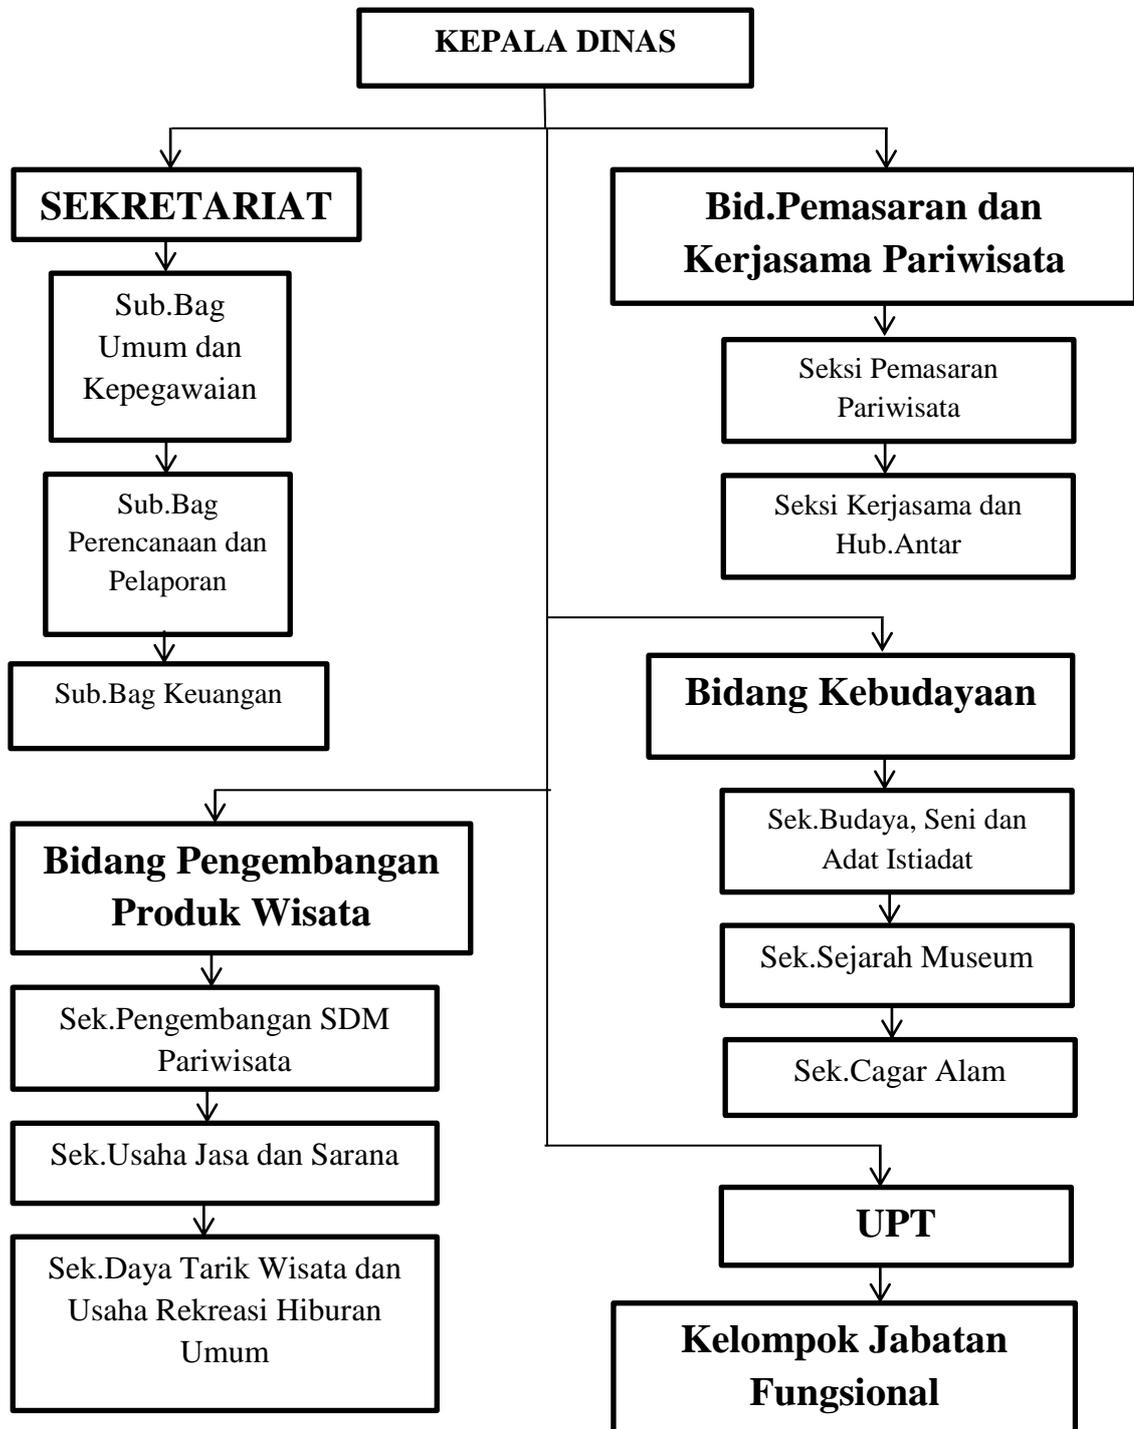 KEPALA DINAS
SEKRETARIAT
Sub.Bag
Umum dan
Kepegawaian
Sub.Bag
Perencanaan dan
Pelaporan
Sub.Bag Keuangan
Bid.Pemasaran dan
Kerjasama Pariwisata
Seksi Pemasaran
Pariwisata
Seksi Kerjasama dan
Hub.Antar
Bidang Kebudayaan
Sek.Budaya, Seni dan
Adat Istiadat
Sek.Sejarah Museum
Sek.Cagar Alam
Bidang Pengembangan
Produk Wisata
Sek.Pengembangan SDM
Pariwisata
Sek.Usaha Jasa dan Sarana
Sek.Daya Tarik Wisata dan
Usaha Rekreasi Hiburan
Umum
UPT
Kelompok Jabatan
Fungsional